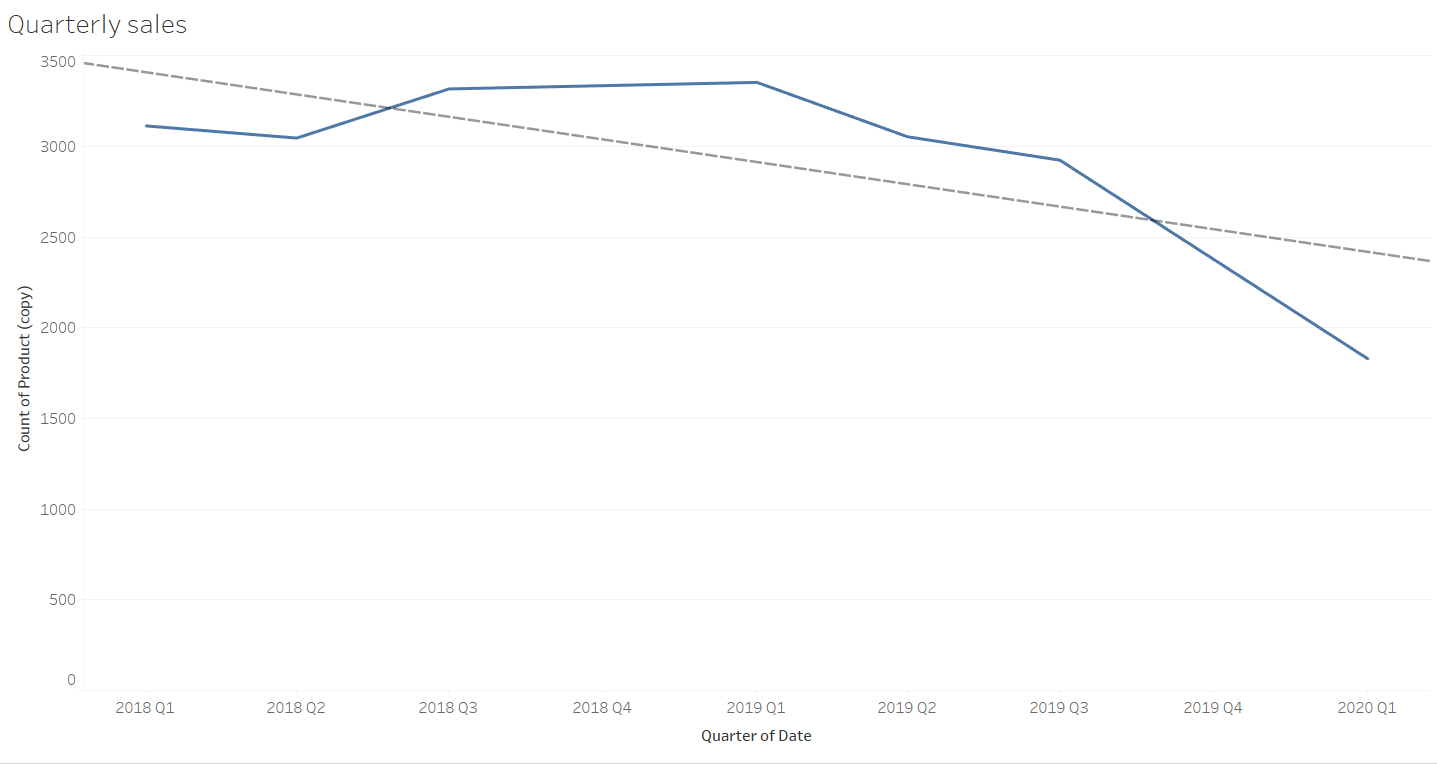 Quarterly sales
3500
3000
2500
2000
1500
1000
500
0
Count of Product (copy)
2018 Q1 2018 Q2 2018 Q3 2018 Q4 2019 Q1 2019 Q2 2019 Q3 2019 Q4 2020 Q1
Quarter of Date